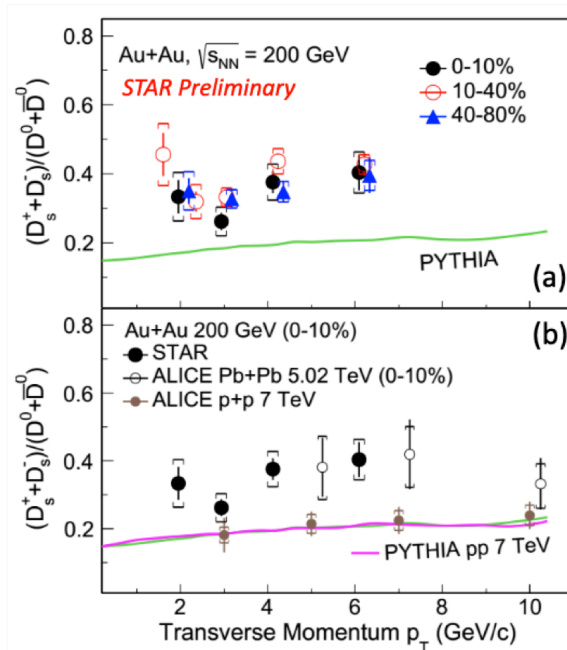 0.8
0.6
0.4
0.2
(D_s^+ + D_s^-)/(D^0 + D̅^0)
Au+Au, √s_NN = 200 GeV
STAR Preliminary
0-10%
10-40%
40-80%
PYTHIA
(a)
0.6
0.4
0.2
0
(D_s^+ + D_s^-)/(D^0 + D̅^0)
Au+Au 200 GeV (0-10%)
(b)
STAR
ALICE Pb+Pb 5.02 TeV (0-10%)
ALICE p+p 7 TeV
PYTHIA pp 7 TeV
2 4 6 8 10
Transverse Momentum p_T (GeV/c)